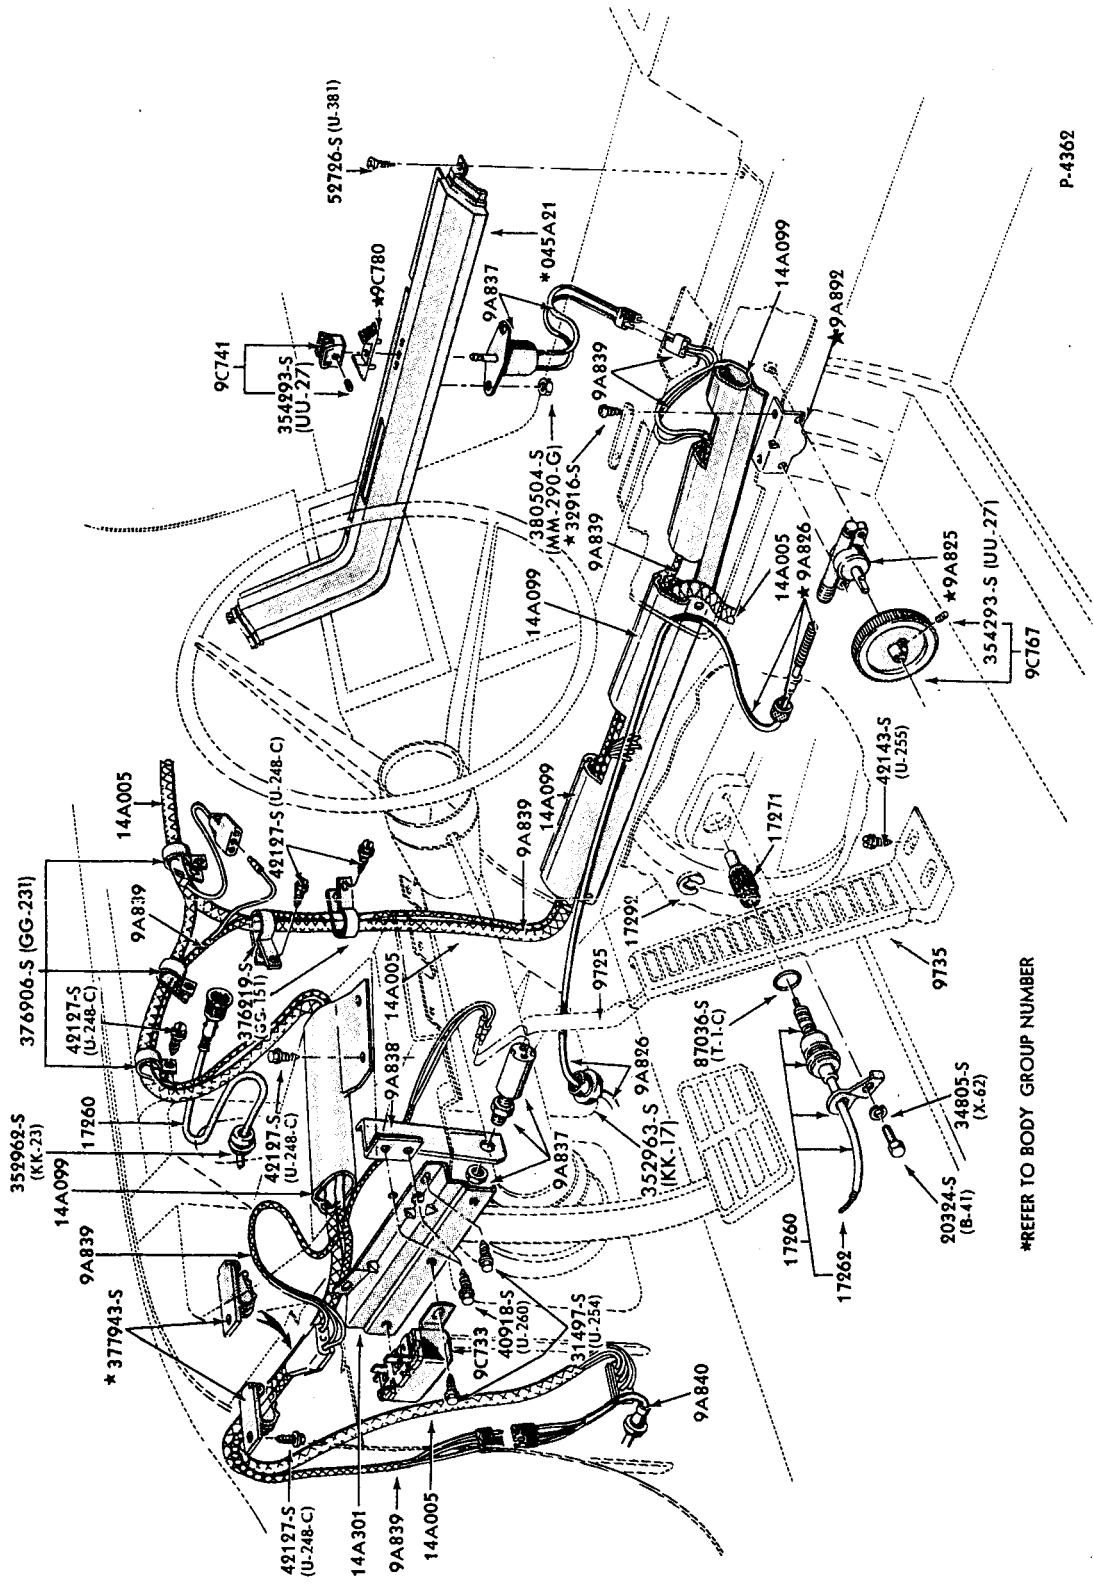 52726-S (U-381)
*045A21
★9C780
9C741
354293-S
(UU-27)
9A837
14A099
★9A892
9A839
380504-S
(MM-290-G)
★32916-S
9A839
14A099
14A005
★9A826
★9A825
354293-S (UU-27)
9C767
14A005
376906-S (GG-231)
9A839
42127-S (U-248-C)
42127-S
(U-248-C)
376219-S
(GG-151)
14A099
9A839
14A005
17292
17271
42143-S
(U-255)
9725
9735
352962-S
(KK-23)
17260
42127-S
(U-248-C)
14A099
9A838
9A826
352963-S
(KK-17)
9A837
87036-S
(T-1-C)
34805-S
(X-62)
20324-S
(B-41)
17260
17262
9A839
★377943-S
40918-S
(U-260)
31497-S
(U-254)
9C733
9A840
42127-S
(U-248-C)
14A301
9A839
14A005
*REFER TO BODY GROUP NUMBER
P-4362